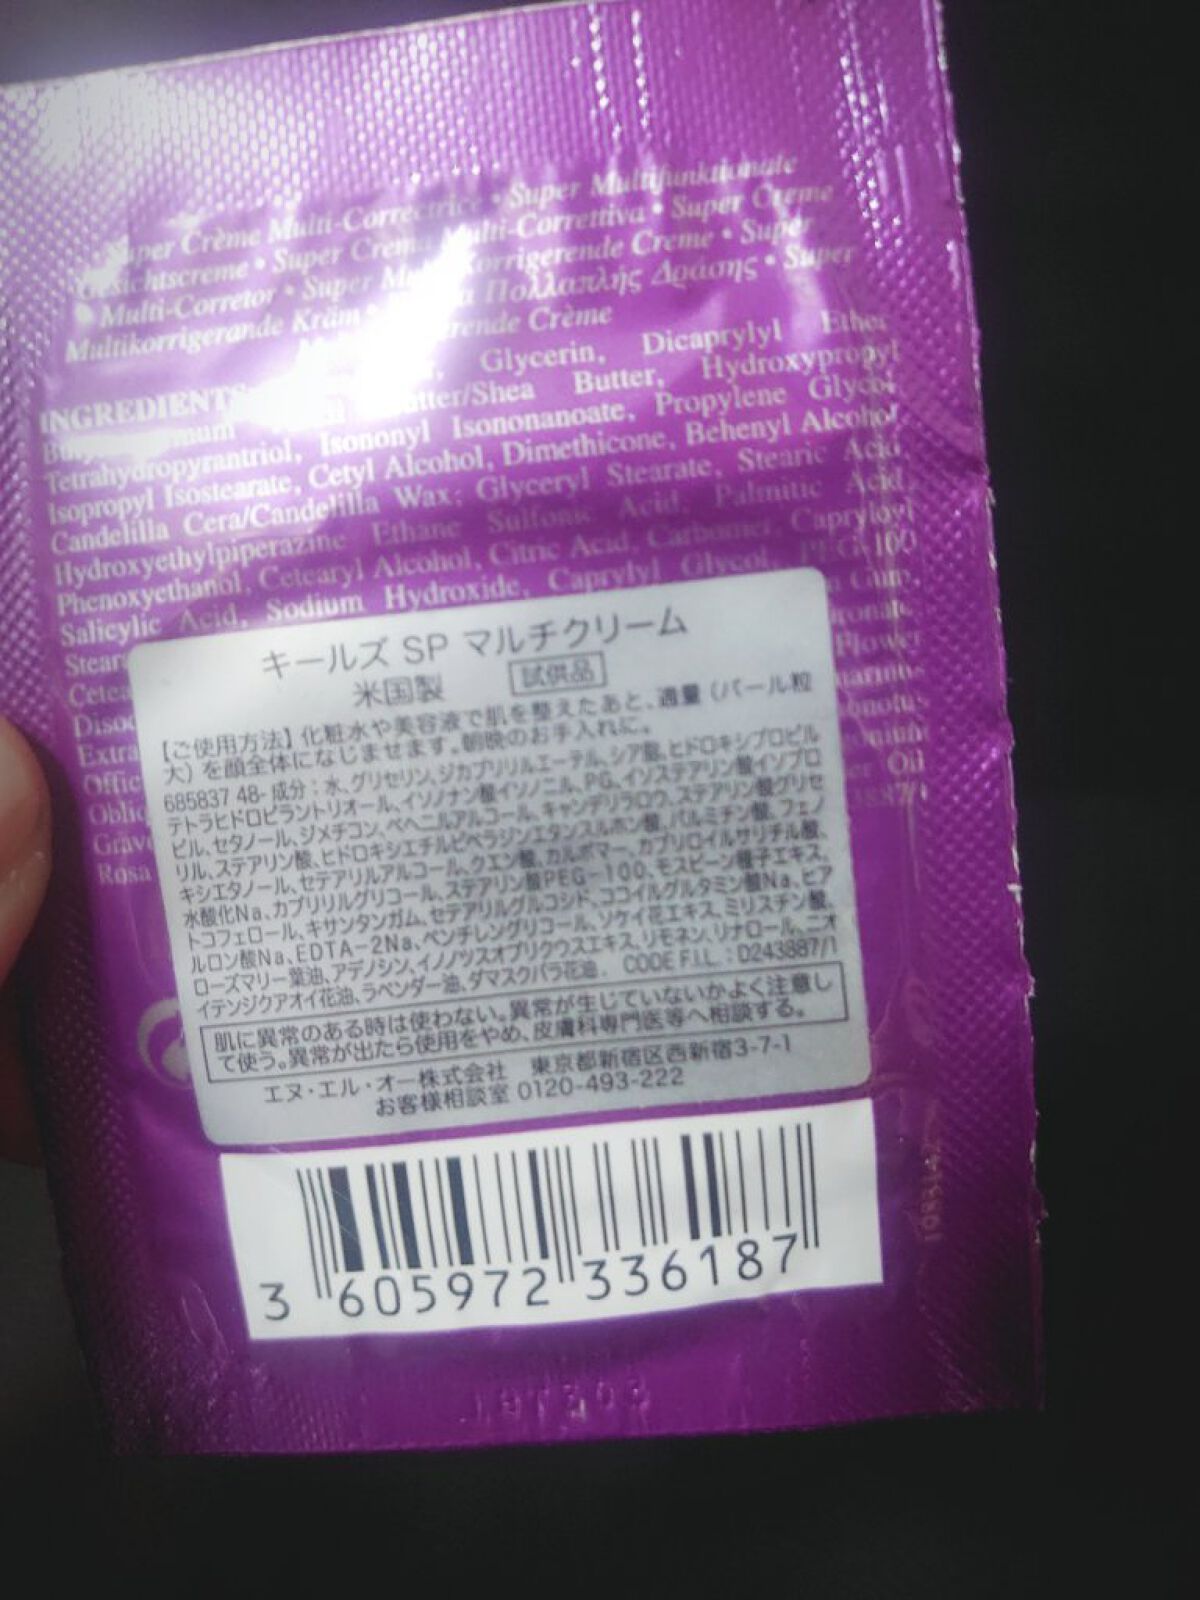 Super Crème Multi-Correctrice • Super Multifunktionale
Gesichtscreme • Super Crema Multi-Correttiva • Super Creme
Multi-Corretor • Super Multikorrigerende Creme • Super
Multikorrigerande Kräm • Πολλαπλής Δράσης • Super
Crème
INGREDIENTS Glycerin, Dicaprylyl Ether
Butter/Shea Butter, Hydroxypropyl
Tetrahydropyrantriol, Isononyl Isononanoate, Propylene Glycol
Isopropyl Isostearate, Cetyl Alcohol, Dimethicone, Behenyl Alcohol
Candelilla Cera/Candelilla Wax; Glyceryl Stearate, Stearic Acid
Hydroxyethylpiperazine Ethane Sulfonic Acid, Palmitic Acid
Phenoxyethanol, Cetearyl Alcohol, Citric Acid, Carbomer, Capryloyl
Salicylic Acid, Sodium Hydroxide, Caprylyl Glycol, PEG-100
Gum,
Flower
Oil
Rosa
キールズ SP マルチクリーム
米国製 試供品
【ご使用方法】化粧水や美容液で肌を整えたあと、適量(パール粒
大)を顔全体になじませます。朝晩のお手入れに。
685837 48- 成分:水、グリセリン、ジカプリリルエーテル、シア脂、ヒドロキシプロピル
テトラヒドロピラントリオール、イソノナン酸イソノニル、PG、イソステアリン酸イソプロ
ピル、セタノール、ジメチコン、ベヘニルアルコール、キャンデリラロウ、ステアリン酸グリセ
リル、ステアリン酸、ヒドロキシエチルピペラジンエタンスルホン酸、パルミチン酸、フェノ
キシエタノール、セテアリルアルコール、クエン酸、カルボマー、カプリロイルサリチル酸、
水酸化Na、カプリリルグリコール、ステアリン酸PEG-100、モスビーン種子エキス、
トコフェロール、キサンタンガム、セテアリルグルコシド、ココイルグルタミン酸Na、ヒア
ルロン酸Na、EDTA-2Na、ペンチレングリコール、ソケイ花エキス、ミリスチン酸、
ローズマリー葉油、アデノシン、イノノツスオブリクウスエキス、リモネン、リナロール、ニオ
イテンジクアオイ花油、ラベンダー油、ダマスクバラ花油. CODE F.I.L. : D243887/1
肌に異常のある時は使わない。異常が生じていないかよく注意し
て使う。異常が出たら使用をやめ、皮膚科専門医等へ相談する。
エヌ・エル・オー株式会社 東京都新宿区西新宿3-7-1
お客様相談室 0120-493-222
3 605972 336187